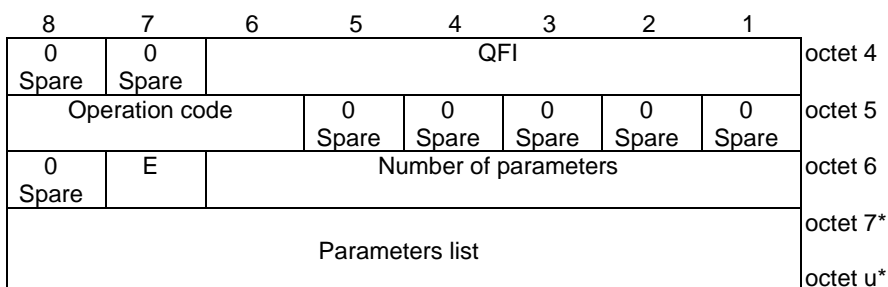 8 7 6 5 4 3 2 1
0 0 QFI octet 4
Spare Spare
Operation code 0 0 0 0 0 octet 5
Spare Spare Spare Spare Spare
0 E Number of parameters octet 6
Spare
octet 7*
Parameters list
octet u*